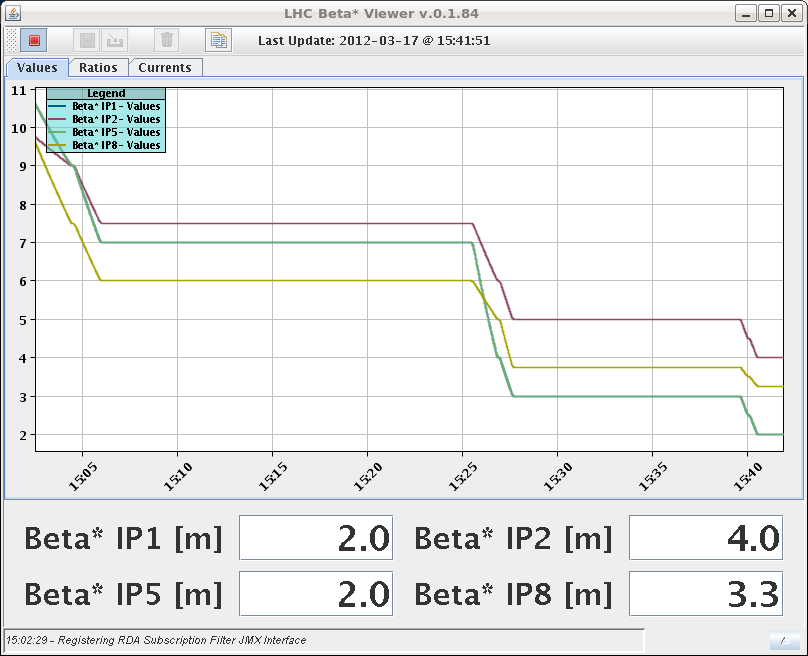 LHC Beta* Viewer v.0.1.84
Last Update: 2012-03-17 @ 15:41:51
Values Ratios Currents
Legend
Beta* IP1 - Values
Beta* IP2 - Values
Beta* IP5 - Values
Beta* IP8 - Values
11
10
9
8
7
6
5
4
3
2
15:05 15:10 15:15 15:20 15:25 15:30 15:35 15:40
Beta* IP1 [m] 2.0 Beta* IP2 [m] 4.0
Beta* IP5 [m] 2.0 Beta* IP8 [m] 3.3
15:02:29 - Registering RDA Subscription Filter JMX Interface